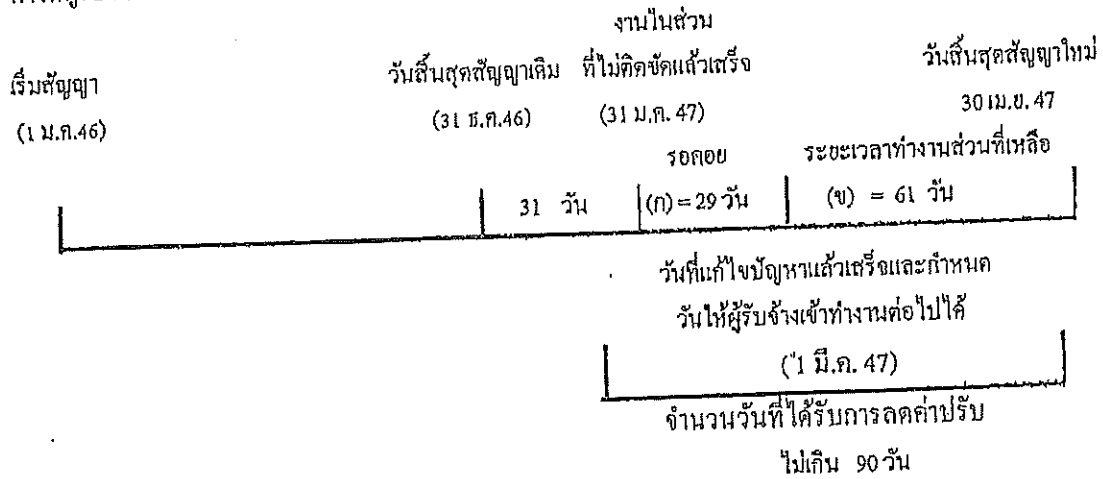 งานในส่วน
เริ่มสัญญา วันสิ้นสุดสัญญาเดิม ที่ไม่ติดขัดแล้วเสร็จ วันสิ้นสุดสัญญาใหม่
(1 ม.ค.46) (31 ธ.ค.46) (31 ม.ค. 47) 30 เม.ย. 47
รอคอย ระยะเวลาทำงานส่วนที่เหลือ
31 วัน (ก) = 29 วัน (ข) = 61 วัน
วันที่แก้ไขปัญหาแล้วเสร็จและกำหนด
วันให้ผู้รับจ้างเข้าทำงานต่อไปได้
(1 มี.ค. 47)
จำนวนวันที่ได้รับการลดค่าปรับ
ไม่เกิน 90 วัน